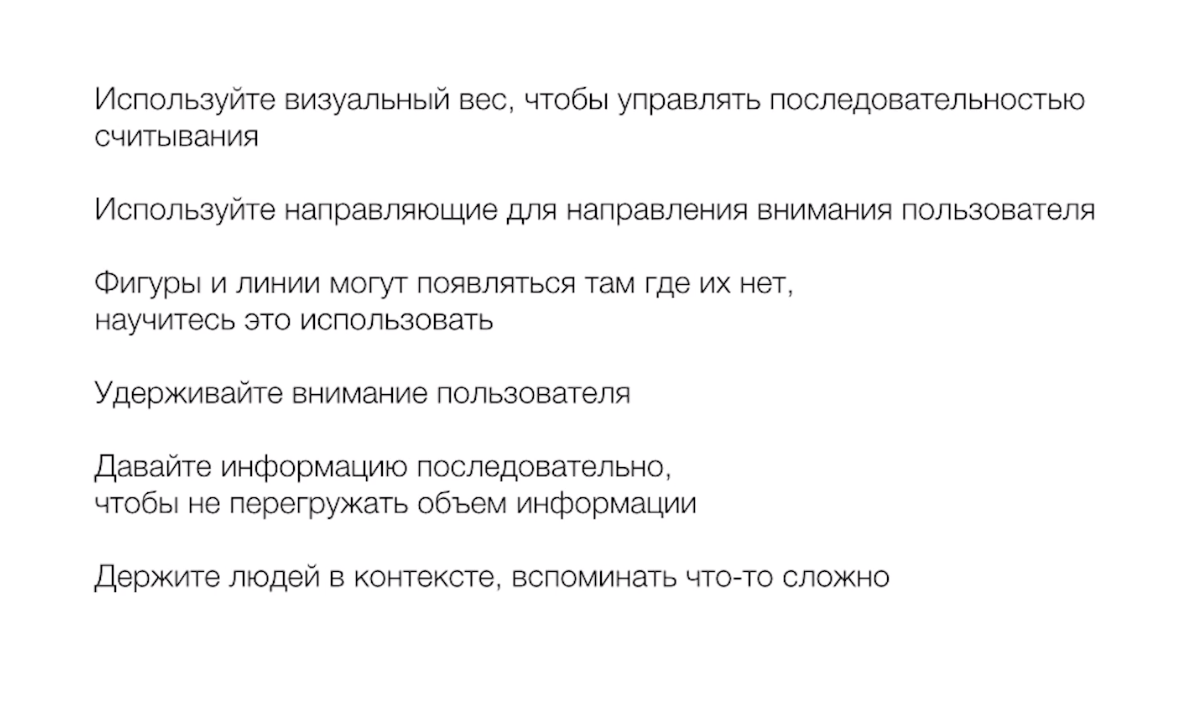 Используйте визуальный вес, чтобы управлять последовательностью
считывания
Используйте направляющие для направления внимания пользователя
Фигуры и линии могут появляться там где их нет,
научитесь это использовать
Удерживайте внимание пользователя
Давайте информацию последовательно,
чтобы не перегружать объем информации
Держите людей в контексте, вспоминать что-то сложно